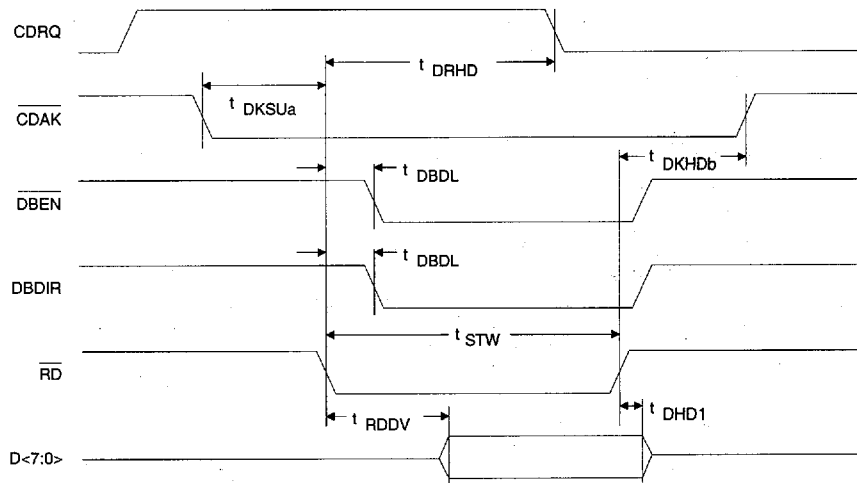 CDRQ
t DRHD
t DKSUa
CDAK
t DKHDb
t DBDL
DBEN
t DBDL
DBDIR
t STW
RD
t RDDV
t DHD1
D<7:0>